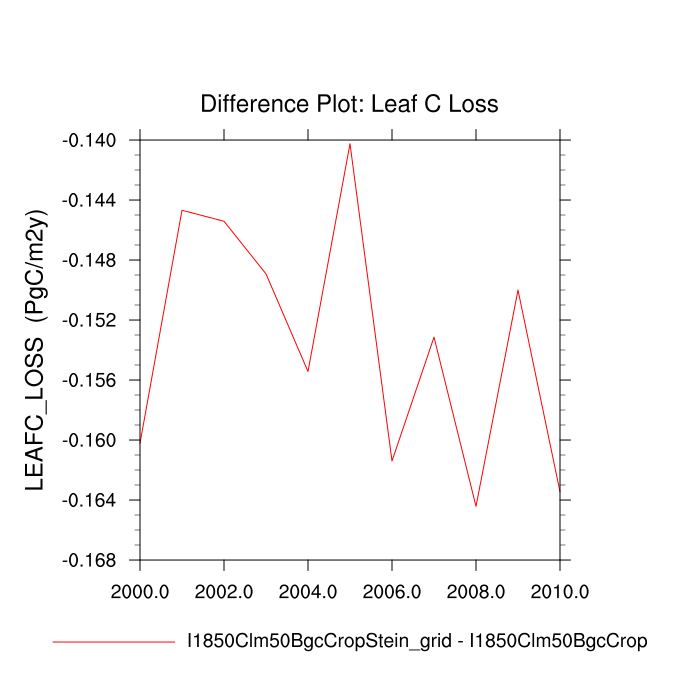 Difference Plot: Leaf C Loss
-0.140
-0.144
-0.148
-0.152
-0.156
-0.160
-0.164
-0.168
LEAFC_LOSS (PgC/m2y)
2000.0 2002.0 2004.0 2006.0 2008.0 2010.0
I1850Clm50BgcCropStein_grid - I1850Clm50BgcCrop